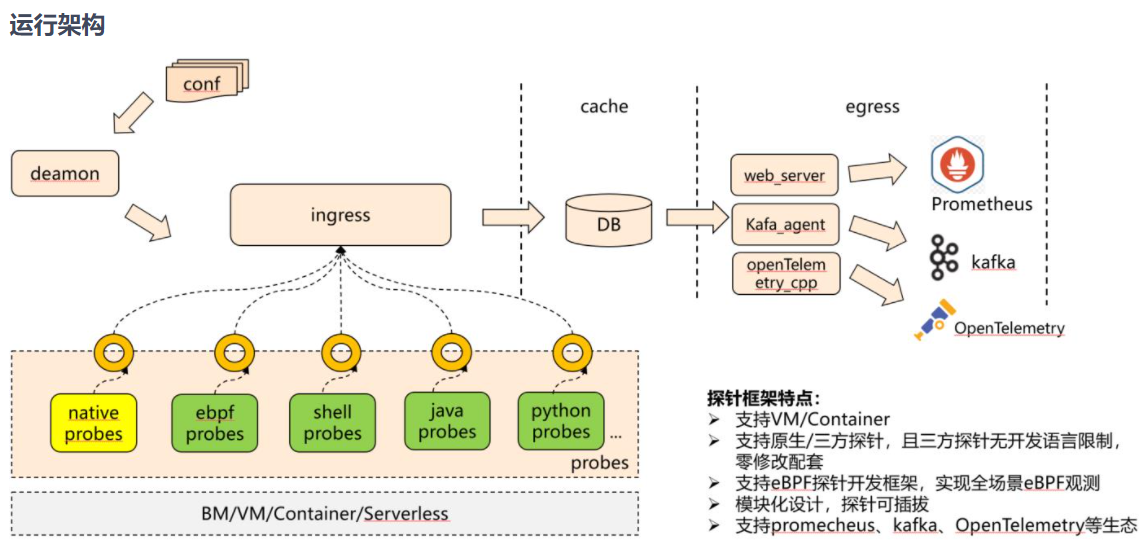 运行架构
conf
deamon
ingress
cache
DB
egress
web_server
Kafa_agent
openTelem
etry_cpp
Prometheus
kafka
OpenTelemetry
native
probes
ebpf
probes
shell
probes
java
probes
python
probes
...
probes
BM/VM/Container/Serverless
探针框架特点：
➢ 支持VM/Container
➢ 支持原生/三方探针，且三方探针无开发语言限制，
零修改配套
➢ 支持eBPF探针开发框架，实现全场景eBPF观测
➢ 模块化设计，探针可插拔
➢ 支持promecheus、kafka、OpenTelemetry等生态